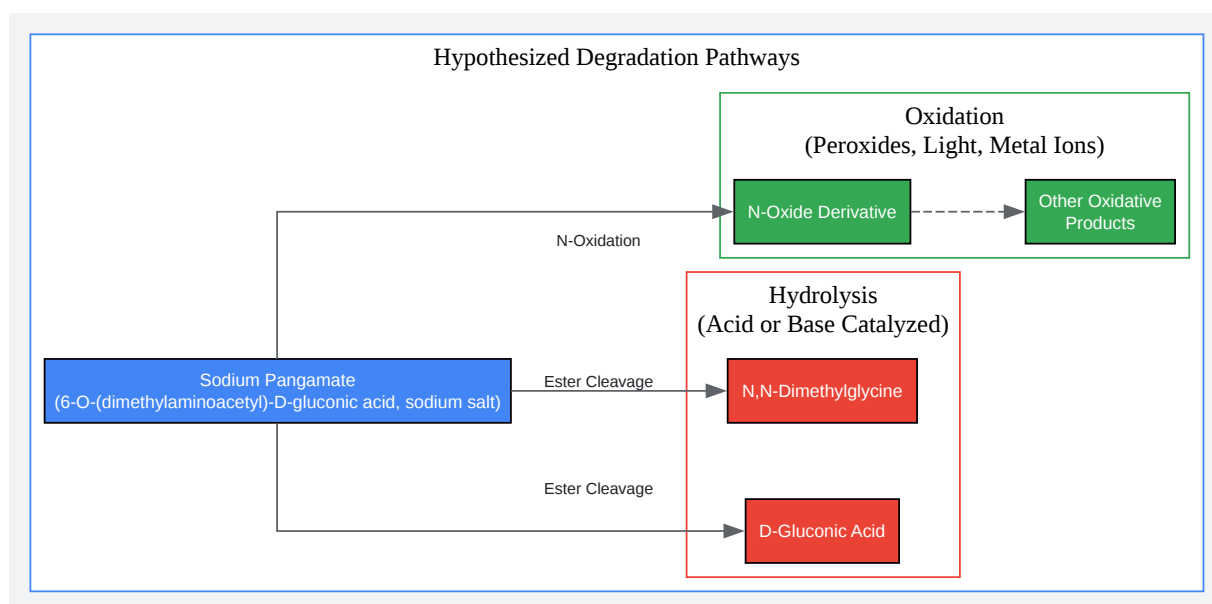 Hypothesized Degradation Pathways
Oxidation
(Peroxides, Light, Metal Ions)
N-Oxide Derivative
Other Oxidative
Products
N-Oxidation
Hydrolysis
(Acid or Base Catalyzed)
Sodium Pangamate
(6-O-(dimethylaminoacetyl)-D-gluconic acid, sodium salt)
Ester Cleavage
N,N-Dimethylglycine
Ester Cleavage
D-Gluconic Acid